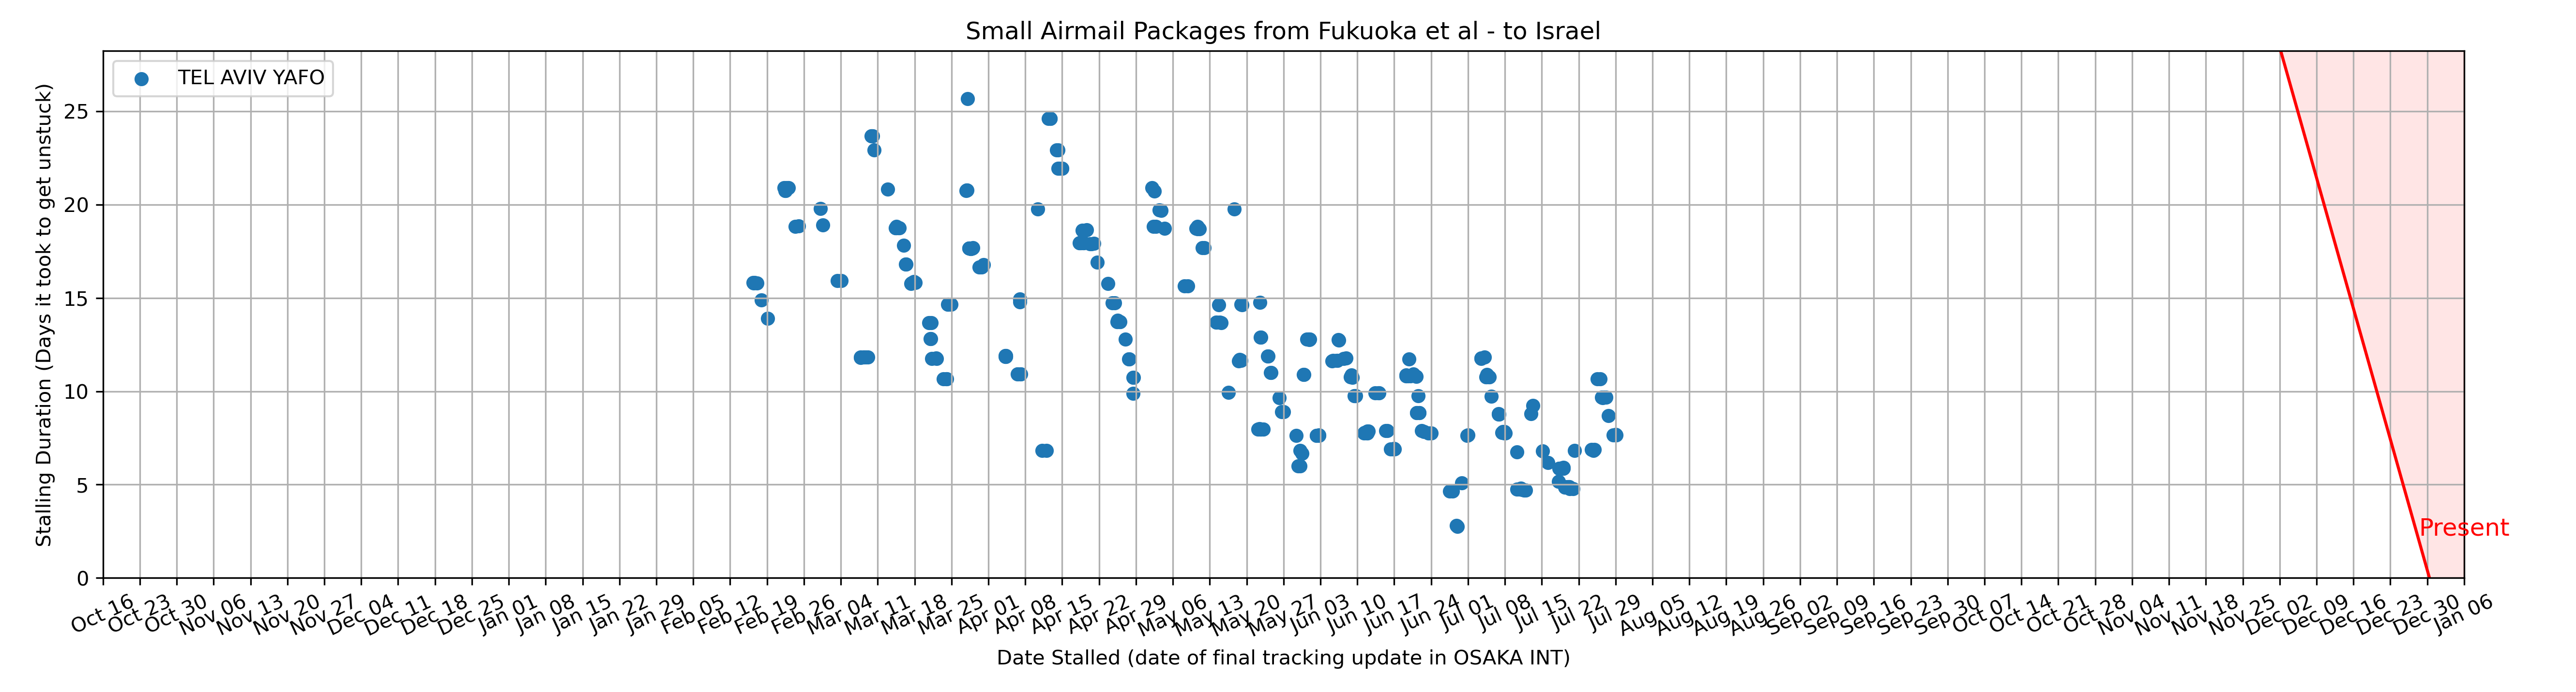 Small Airmail Packages from Fukuoka et al - to Israel
TEL AVIV YAFO
Stalling Duration (Days it took to get unstuck)
25
20
15
10
5
0
Present
Oct 16
Oct 23
Oct 30
Nov 06
Nov 13
Nov 20
Nov 27
Dec 04
Dec 11
Dec 18
Dec 25
Jan 01
Jan 08
Jan 15
Jan 22
Jan 29
Feb 05
Feb 12
Feb 19
Feb 26
Mar 04
Mar 11
Mar 18
Mar 25
Apr 01
Apr 08
Apr 15
Apr 22
Apr 29
May 06
May 13
May 20
May 27
Jun 03
Jun 10
Jun 17
Jun 24
Jul 01
Jul 08
Jul 15
Jul 22
Jul 29
Aug 05
Aug 12
Aug 19
Aug 26
Sep 02
Sep 09
Sep 16
Sep 23
Sep 30
Oct 07
Oct 14
Oct 21
Oct 28
Nov 04
Nov 11
Nov 18
Nov 25
Dec 02
Dec 09
Dec 16
Dec 23
Dec 30
Jan 06
Date Stalled (date of final tracking update in OSAKA INT)